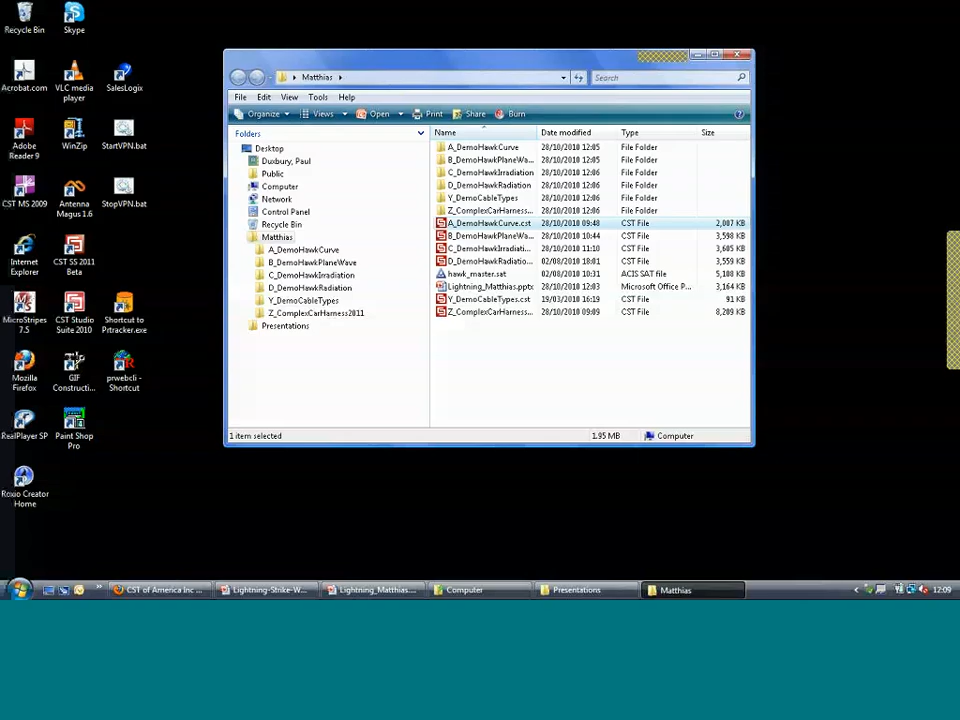 Recycle Bin
Skype
Acrobat.com
VLC media player
SalesLogix
Adobe Reader 9
WinZip
StartVPN.bat
CST MS 2009
Antenna Magus 1.6
StopVPN.bat
Internet Explorer
CST SS 2011 Beta
MicroStripes 7.5
CST Studio Suite 2010
Shortcut to Prtracker.exe
Mozilla Firefox
GIF Constructi...
prwebcli - Shortcut
RealPlayer SP
Paint Shop Pro
Roxio Creator Home
Matthias
Search
File Edit View Tools Help
Organize Views Open Print Share Burn
Folders
Desktop
Duxbury, Paul
Public
Computer
Network
Control Panel
Recycle Bin
Matthias
A_DemoHawkCurve
B_DemoHawkPlaneWave
C_DemoHawkIrradiation
D_DemoHawkRadiation
Y_DemoCableTypes
Z_ComplexCarHarness2011
Presentations
Name Date modified Type Size
A_DemoHawkCurve 28/10/2010 12:05 File Folder
B_DemoHawkPlaneWa... 28/10/2010 12:05 File Folder
C_DemoHawkIrradiation 28/10/2010 12:06 File Folder
D_DemoHawkRadiation 28/10/2010 12:06 File Folder
Y_DemoCableTypes 28/10/2010 12:06 File Folder
Z_ComplexCarHarness... 28/10/2010 12:06 File Folder
A_DemoHawkCurve.cst 28/10/2010 09:48 CST File 2,007 KB
B_DemoHawkPlaneWa... 28/10/2010 10:44 CST File 3,598 KB
C_DemoHawkIrradiati... 28/10/2010 11:10 CST File 3,685 KB
D_DemoHawkRadiatio... 02/08/2010 18:01 CST File 3,559 KB
hawk_master.sat 02/08/2010 10:31 ACIS SAT file 5,108 KB
Lightning_Matthias.pptx 28/10/2010 12:03 Microsoft Office P... 3,164 KB
Y_DemoCableTypes.cst 19/03/2010 16:19 CST File 91 KB
Z_ComplexCarHarness... 28/10/2010 09:09 CST File 8,289 KB
1 item selected
1.95 MB
Computer
CST of America Inc ...
Lightning-Strike-W...
Lightning_Matthias....
Computer
Presentations
Matthias
12:09